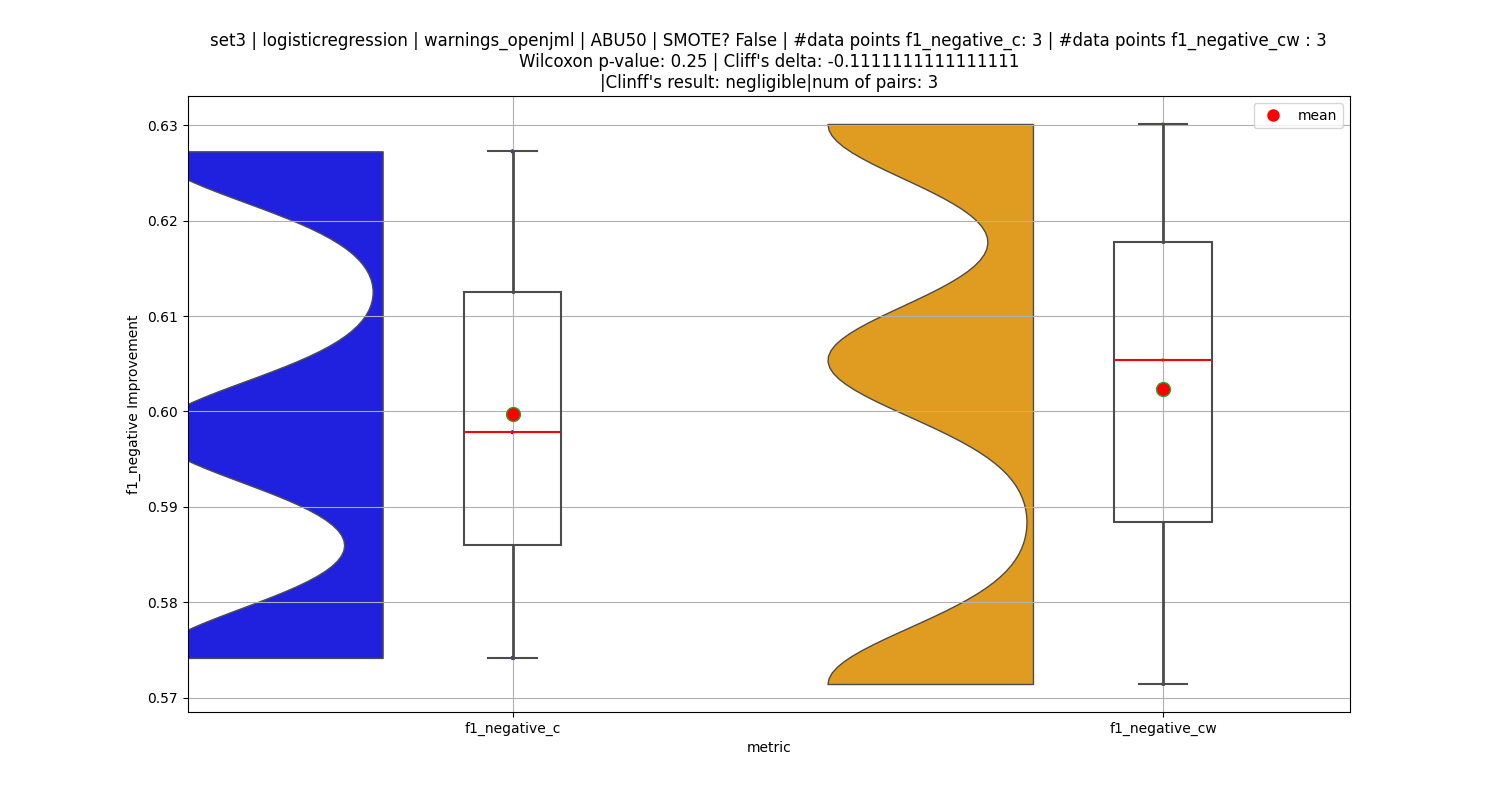 set3 | logisticregression | warnings_openjml | ABU50 | SMOTE? False | #data points f1_negative_c: 3 | #data points f1_negative_cw : 3
Wilcoxon p-value: 0.25 | Cliff's delta: -0.1111111111111111
|Clinff's result: negligible|num of pairs: 3
mean
0.63
0.62
0.61
0.60
0.59
0.58
0.57
f1_negative Improvement
f1_negative_c
f1_negative_cw
metric